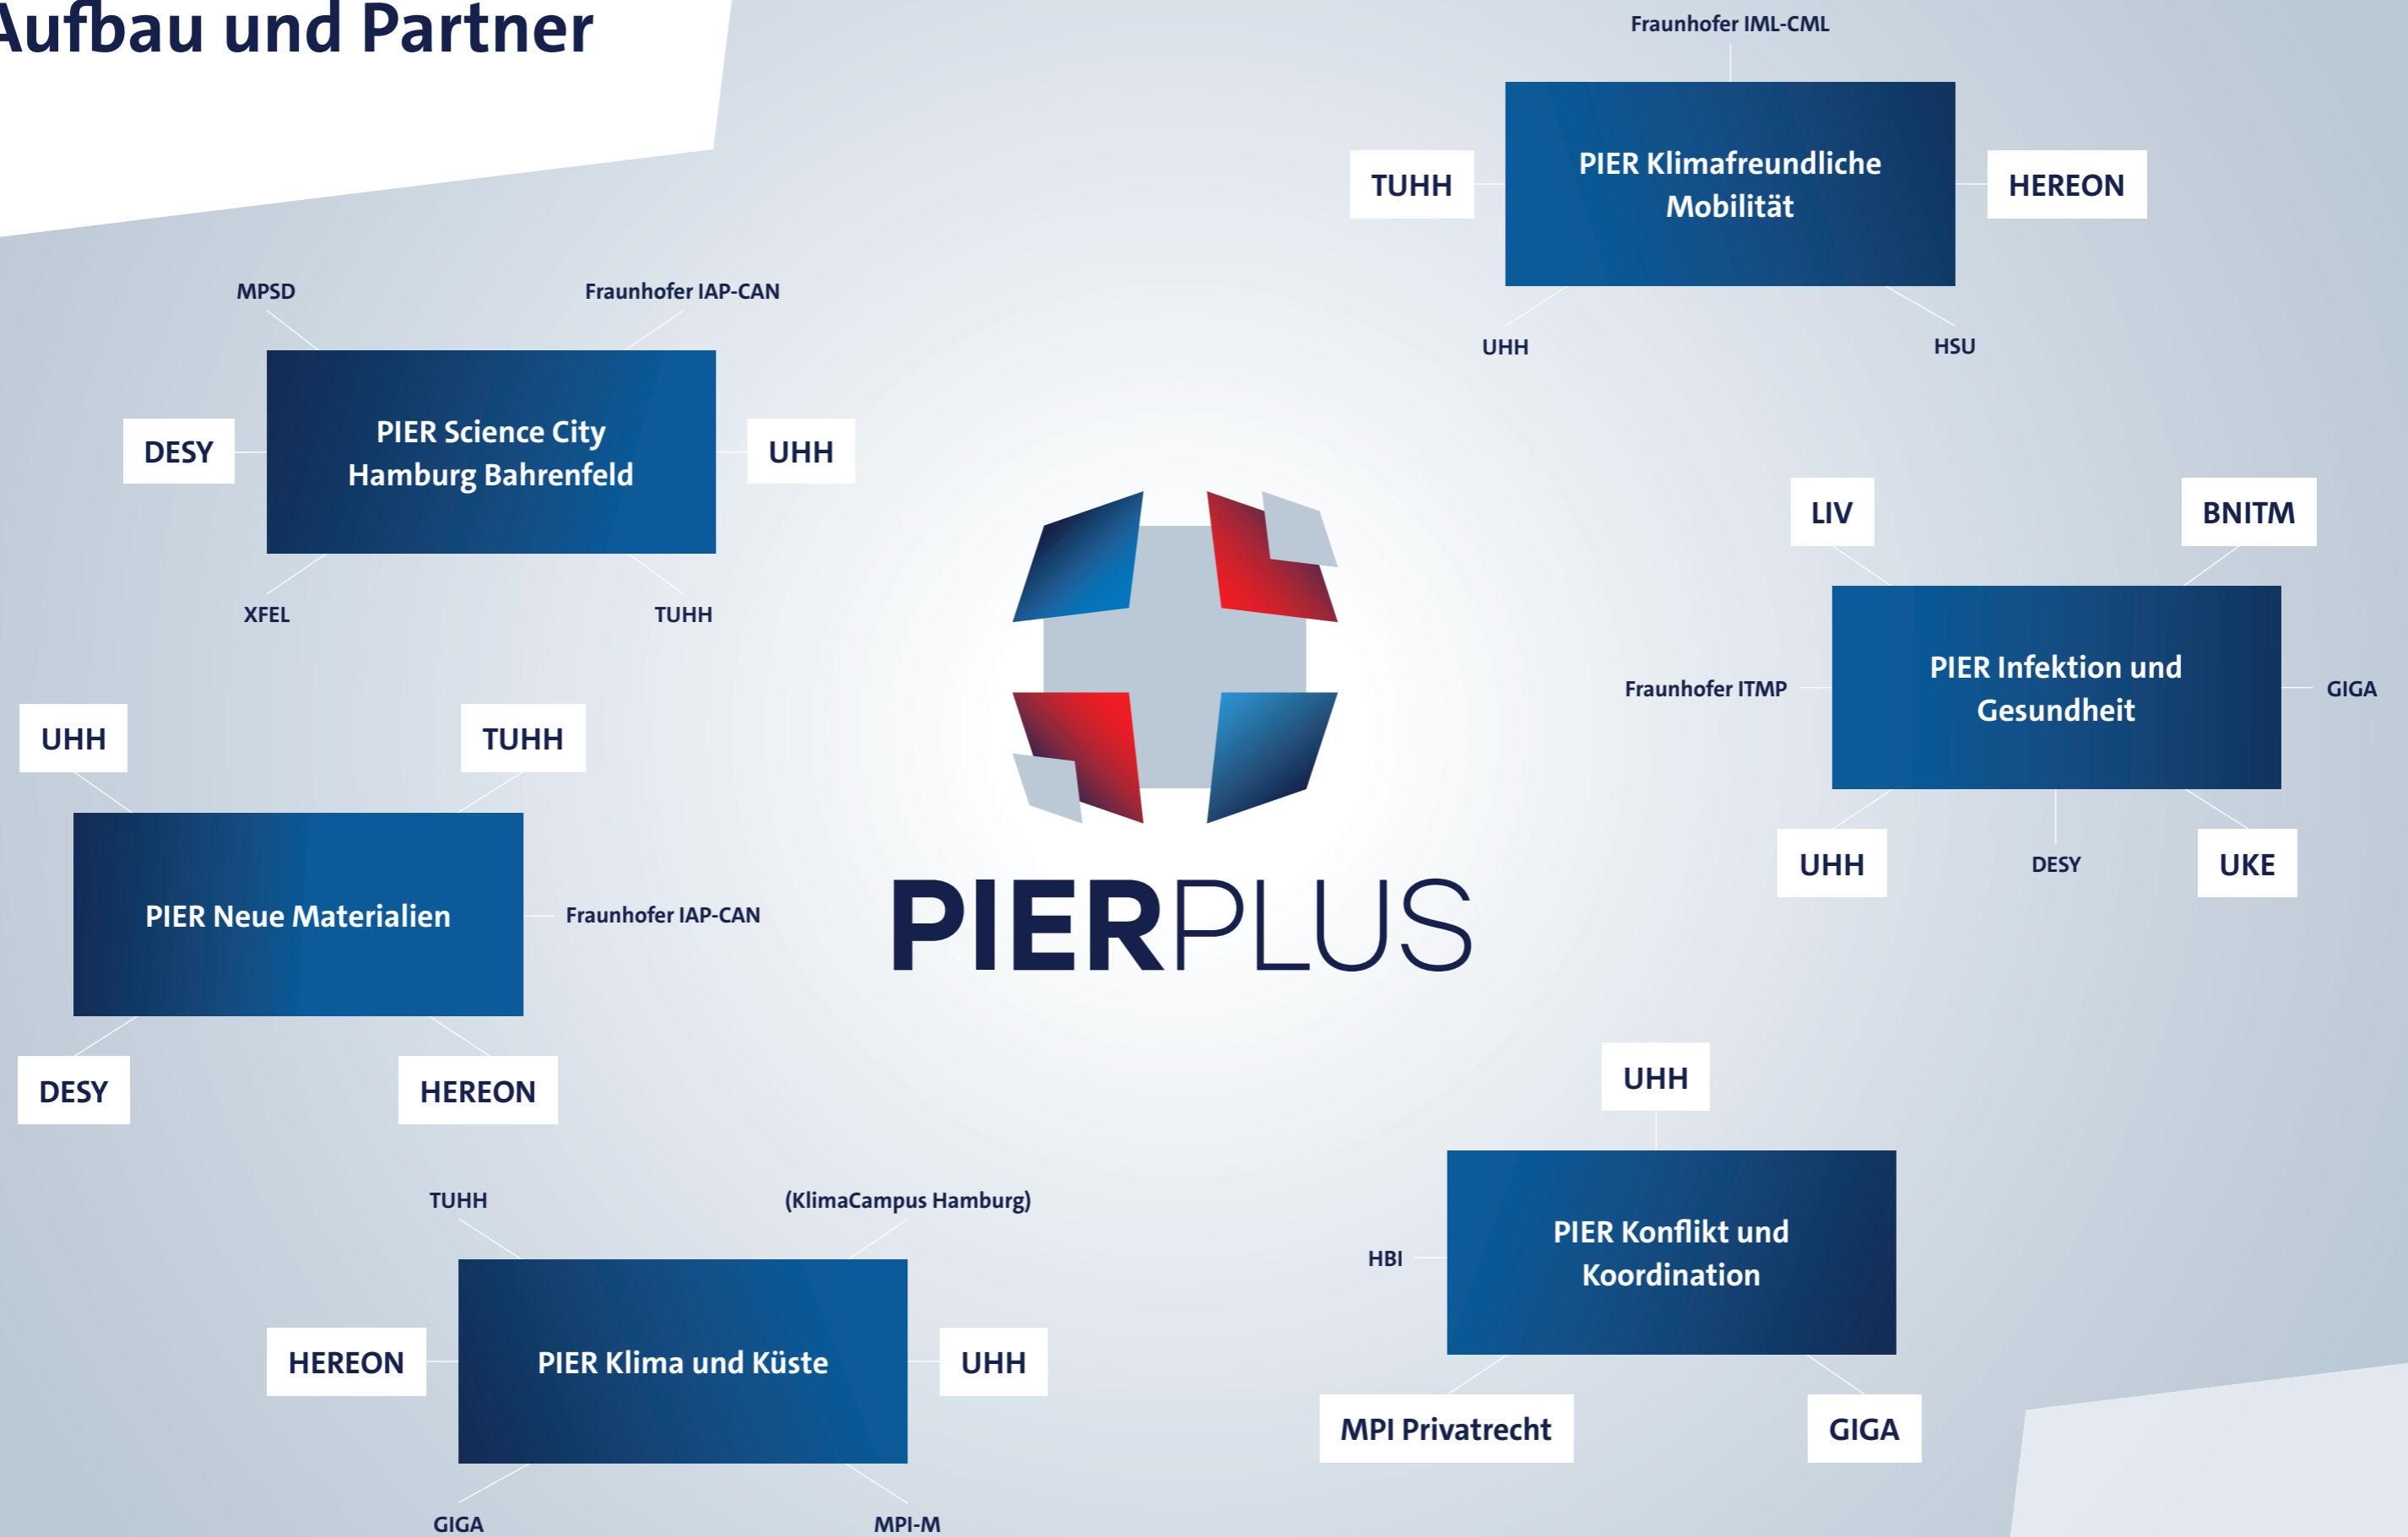 Aufbau und Partner
Fraunhofer IML-CML
TUHH
PIER Klimafreundliche
Mobilität
HEREON
UHH
HSU
MPSD
Fraunhofer IAP-CAN
DESY
PIER Science City
Hamburg Bahrenfeld
UHH
XFEL
TUHH
LIV
BNITM
Fraunhofer ITMP
PIER Infektion und
Gesundheit
GIGA
UHH
DESY
UKE
UHH
TUHH
PIER Neue Materialien
Fraunhofer IAP-CAN
DESY
HEREON
PIERPLUS
UHH
HBI
PIER Konflikt und
Koordination
MPI Privatrecht
GIGA
TUHH
(KlimaCampus Hamburg)
HEREON
PIER Klima und Küste
UHH
GIGA
MPI-M